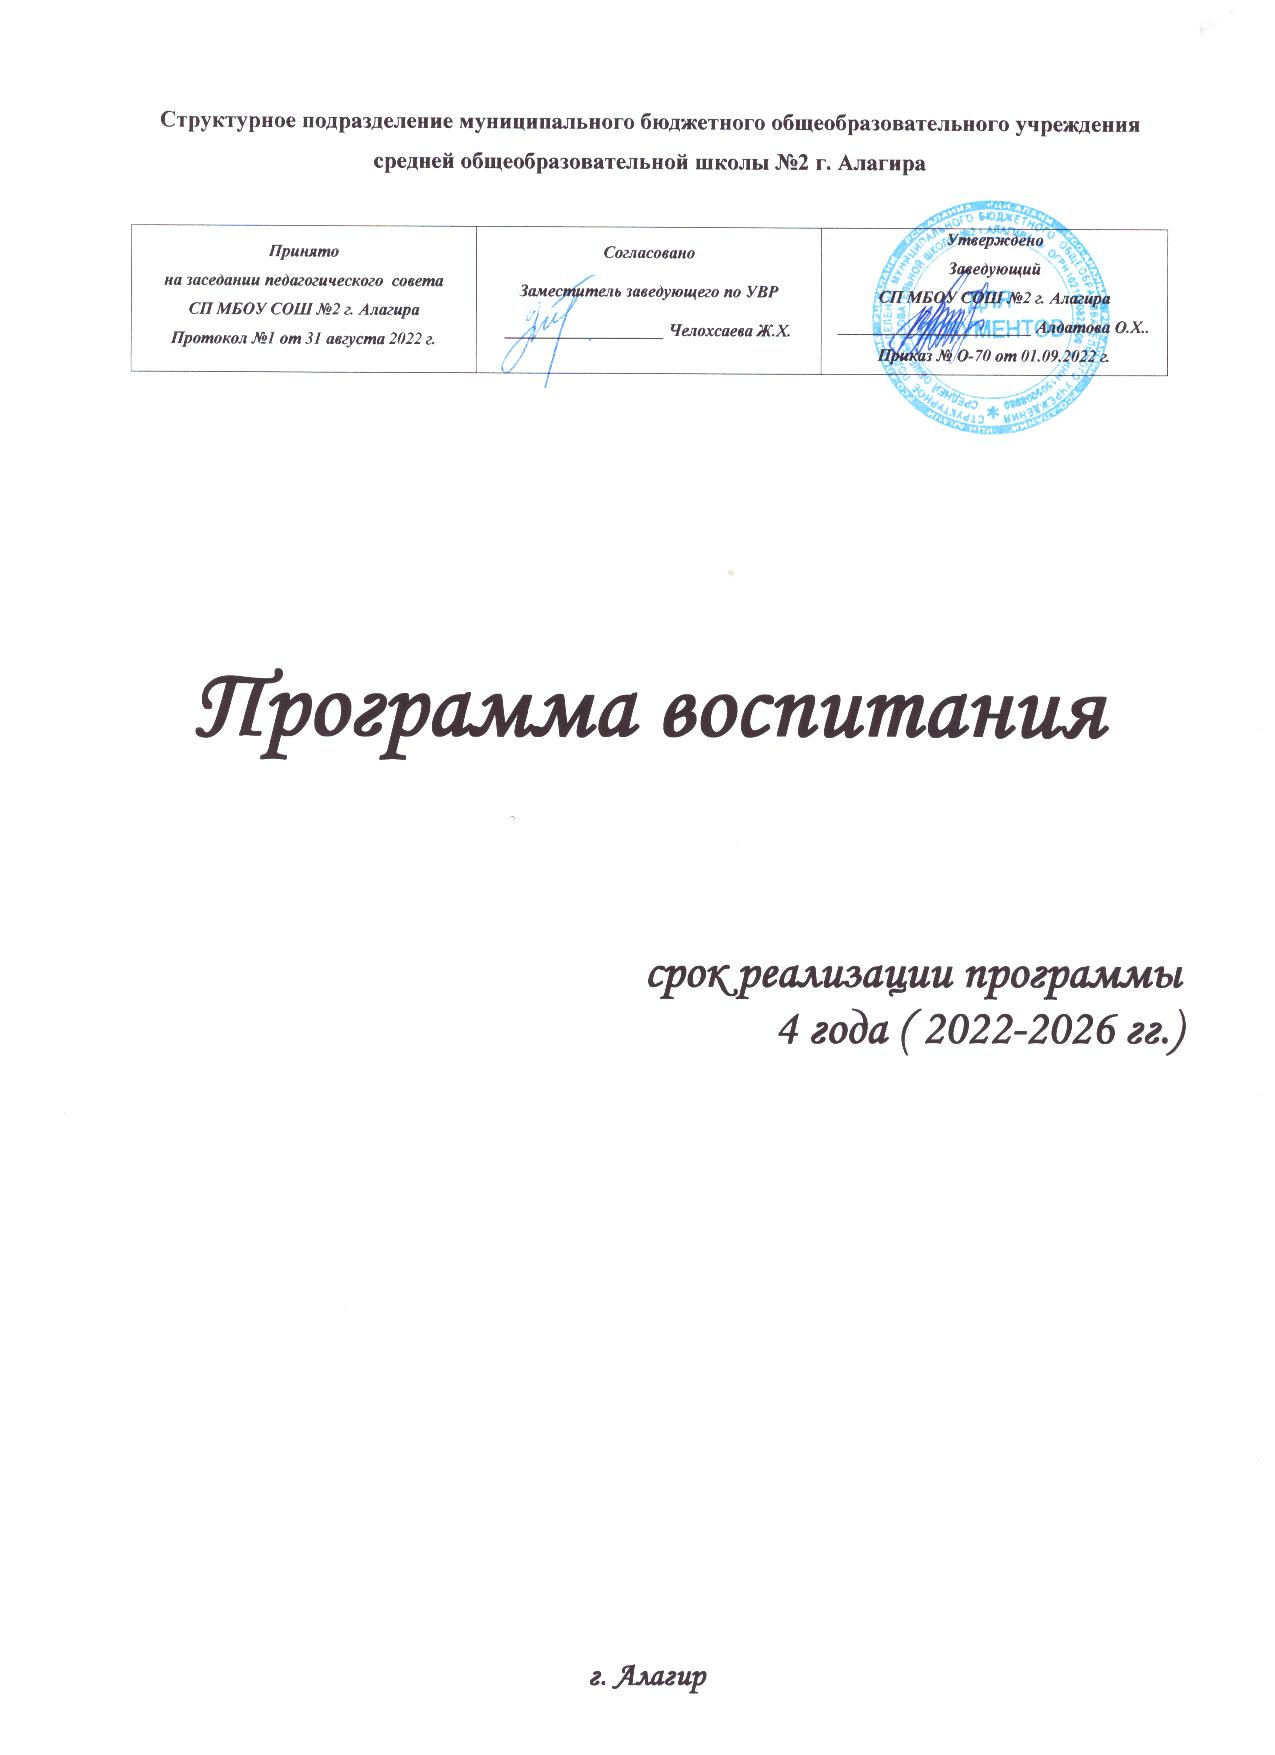 Структурное подразделение муниципального бюджетного общеобразовательного учреждения
средней общеобразовательной школы №2 г. Алагира
Принято
на заседании педагогического совета
СП МБОУ СОШ №2 г. Алагира
Протокол №1 от 31 августа 2022 г.
Согласовано
Заместитель заведующего по УВР
Челохсаева Ж.Х.
Утверждено
Заведующий
СП МБОУ СОШ №2 г. Алагира
Алдатова О.Х..
Приказ № О-70 от 01.09.2022 г.
Программа воспитания
срок реализации программы
4 года ( 2022-2026 гг.)
г. Алагир